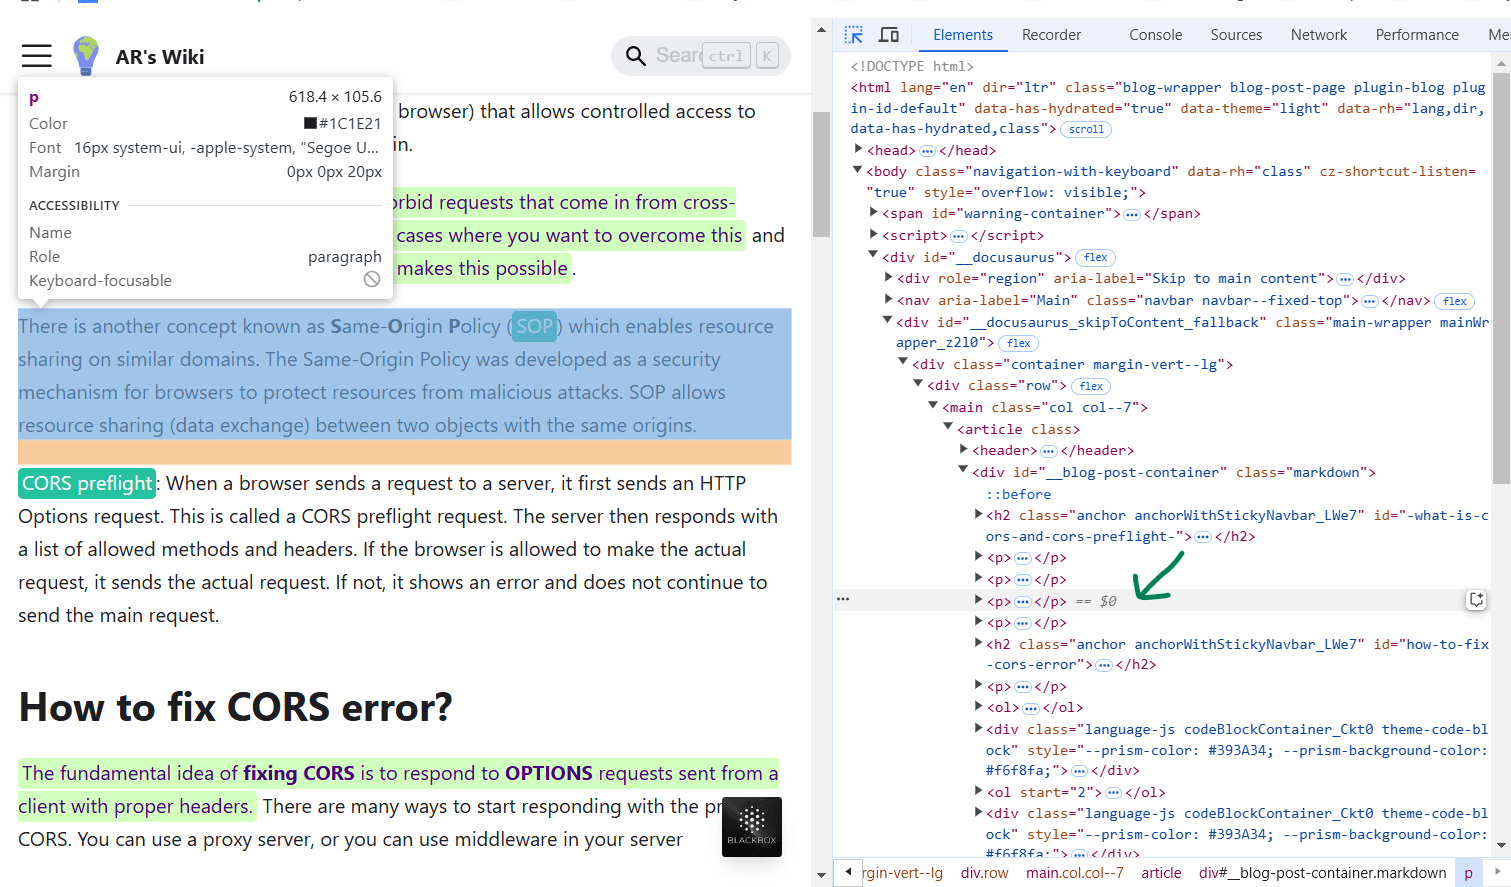 AR's Wiki
Sear ctrl K
p 618.4 × 105.6
Color #1C1E21
Font 16px system-ui, -apple-system, "Segoe U...
Margin 0px 0px 20px
ACCESSIBILITY
Name
Role paragraph
Keyboard-focusable
browser) that allows controlled access to
in.
orbid requests that come in from cross-
cases where you want to overcome this and
makes this possible.
There is another concept known as Same-Origin Policy (SOP) which enables resource
sharing on similar domains. The Same-Origin Policy was developed as a security
mechanism for browsers to protect resources from malicious attacks. SOP allows
resource sharing (data exchange) between two objects with the same origins.
CORS preflight: When a browser sends a request to a server, it first sends an HTTP
Options request. This is called a CORS preflight request. The server then responds with
a list of allowed methods and headers. If the browser is allowed to make the actual
request, it sends the actual request. If not, it shows an error and does not continue to
send the main request.
How to fix CORS error?
The fundamental idea of fixing CORS is to respond to OPTIONS requests sent from a
client with proper headers. There are many ways to start responding with the pr
CORS. You can use a proxy server, or you can use middleware in your server
BLACKBOX
Elements Recorder Console Sources Network Performance Me
<!DOCTYPE html>
<html lang="en" dir="ltr" class="blog-wrapper blog-post-page plugin-blog plug
in-id-default" data-has-hydrated="true" data-theme="light" data-rh="lang,dir,
data-has-hydrated,class"> scroll
<head> ••• </head>
<body class="navigation-with-keyboard" data-rh="class" cz-shortcut-listen=
"true" style="overflow: visible;">
<span id="warning-container"> ••• </span>
<script> ••• </script>
<div id="__docusaurus"> flex
<div role="region" aria-label="Skip to main content"> ••• </div>
<nav aria-label="Main" class="navbar navbar--fixed-top"> ••• </nav> flex
<div id="__docusaurus_skipToContent_fallback" class="main-wrapper mainWr
apper_z2l0"> flex
<div class="container margin-vert--lg">
<div class="row"> flex
<main class="col col--7">
<article class>
<header> ••• </header>
<div id="__blog-post-container" class="markdown">
::before
<h2 class="anchor anchorWithStickyNavbar_LWe7" id="-what-is-c
ors-and-cors-preflight-"> ••• </h2>
<p> ••• </p>
<p> ••• </p>
••• <p> ••• </p> == $0
<p> ••• </p>
<h2 class="anchor anchorWithStickyNavbar_LWe7" id="how-to-fix
-cors-error"> ••• </h2>
<p> ••• </p>
<ol> ••• </ol>
<div class="language-js codeBlockContainer_Ckt0 theme-code-bl
ock" style="--prism-color: #393A34; --prism-background-color:
#f6f8fa;"> ••• </div>
<ol start="2"> ••• </ol>
<div class="language-js codeBlockContainer_Ckt0 theme-code-bl
ock" style="--prism-color: #393A34; --prism-background-color:
#f6f8fa;"> ••• </div>
rgin-vert--lg div.row main.col.col--7 article div#__blog-post-container.markdown p